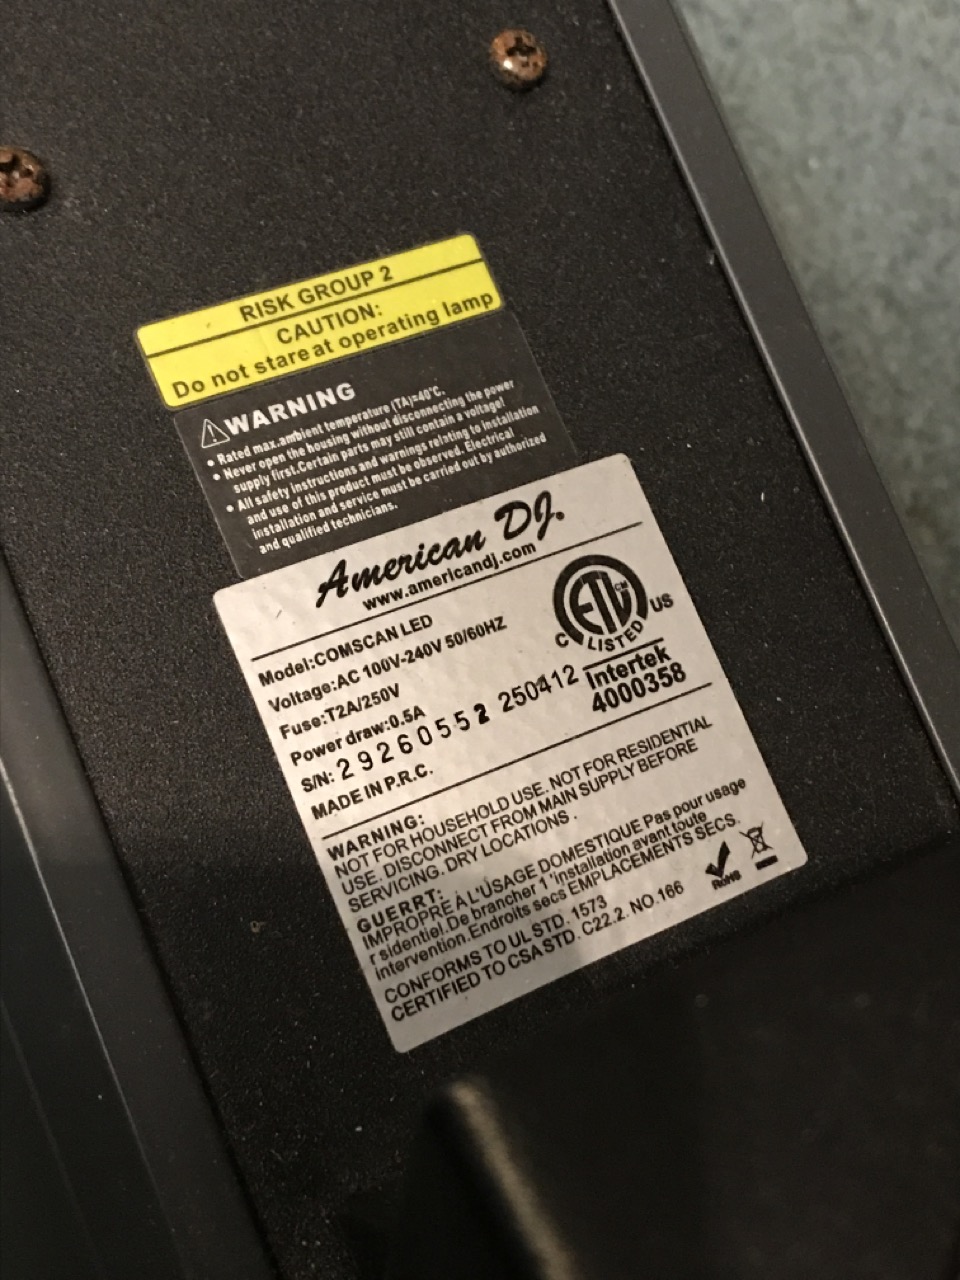 RISK GROUP 2
CAUTION:
Do not stare at operating lamp
WARNING
• Rated max.ambient temperature (TA)=40°C.
• Never open the housing without disconnecting the power
supply first.Certain parts may still contain a voltage!
• All safety instructions and warnings relating to installation
and use of this product must be observed. Electrical
installation and service must be carried out by authorized
and qualified technicians.
American DJ.
www.americandj.com
Model:COMSCAN LED
Voltage:AC 100V-240V 50/60HZ
Fuse:T2A/250V
Power draw:0.5A
S/N: 29260552 250412
MADE IN P.R.C.
ETL CM
C LISTED US
Intertek
4000358
WARNING:
NOT FOR HOUSEHOLD USE. NOT FOR RESIDENTIAL
USE. DISCONNECT FROM MAIN SUPPLY BEFORE
SERVICING. DRY LOCATIONS .
GUERRT:
IMPROPRE À L'USAGE DOMESTIQUE Pas pour usage
r sidentiel.De brancher 1 'installation avant toute
intervention.Endroits secs EMPLACEMENTS SECS.
CONFORMS TO UL STD. 1573
CERTIFIED TO CSA STD. C22.2. NO.166
RoHS